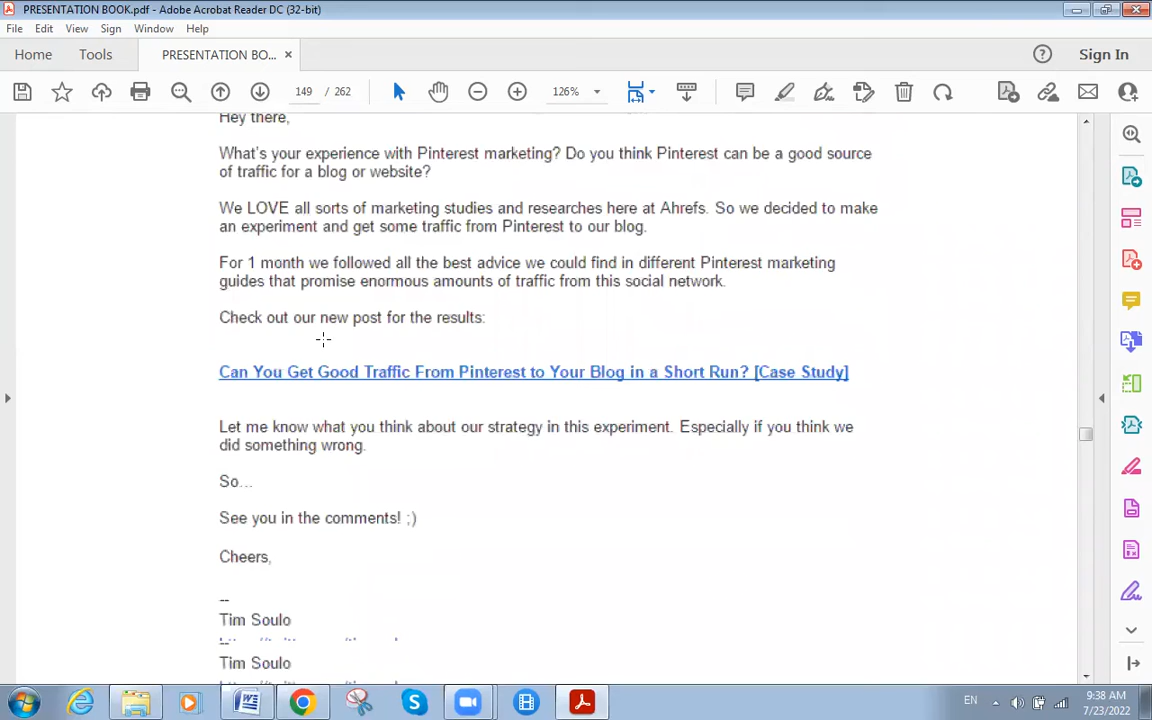 PRESENTATION BOOK.pdf - Adobe Acrobat Reader DC (32-bit)
File Edit View Sign Window Help
Home Tools PRESENTATION BO... × Sign In
149 / 262 126%
Hey there,
What's your experience with Pinterest marketing? Do you think Pinterest can be a good source
of traffic for a blog or website?
We LOVE all sorts of marketing studies and researches here at Ahrefs. So we decided to make
an experiment and get some traffic from Pinterest to our blog.
For 1 month we followed all the best advice we could find in different Pinterest marketing
guides that promise enormous amounts of traffic from this social network.
Check out our new post for the results:
Can You Get Good Traffic From Pinterest to Your Blog in a Short Run? [Case Study]
Let me know what you think about our strategy in this experiment. Especially if you think we
did something wrong.
So...
See you in the comments! ;)
Cheers,
--
Tim Soulo
--
Tim Soulo
EN 9:38 AM
7/23/2022